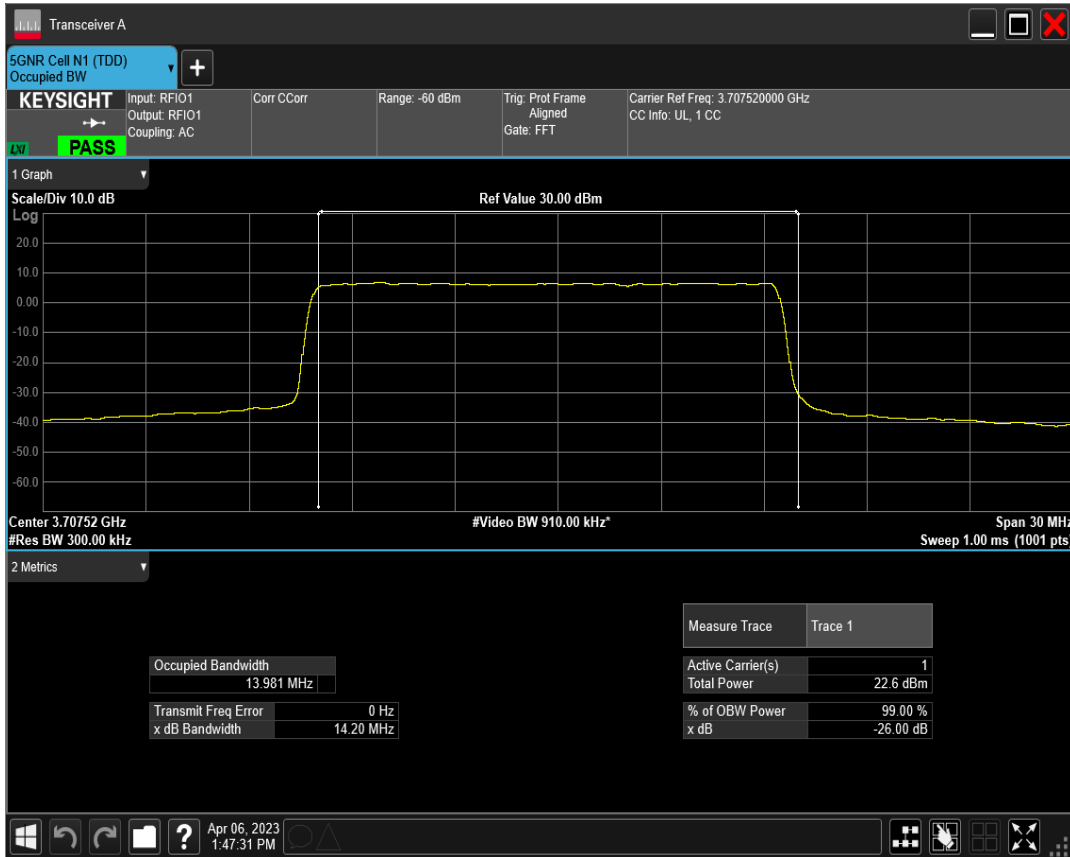 Transceiver A
5GNR Cell N1 (TDD)
Occupied BW
+
KEYSIGHT
LXI
PASS
Input: RFIO1
Output: RFIO1
Coupling: AC
Corr CCorr
Range: -60 dBm
Trig: Prot Frame
Aligned
Gate: FFT
Carrier Ref Freq: 3.707520000 GHz
CC Info: UL, 1 CC
1 Graph
Scale/Div 10.0 dB
Ref Value 30.00 dBm
Log
20.0
10.0
0.00
-10.0
-20.0
-30.0
-40.0
-50.0
-60.0
Center 3.70752 GHz
#Video BW 910.00 kHz*
Span 30 MHz
#Res BW 300.00 kHz
Sweep 1.00 ms (1001 pts)
2 Metrics
Measure Trace Trace 1
Occupied Bandwidth
13.981 MHz
Active Carrier(s) 1
Total Power 22.6 dBm
Transmit Freq Error 0 Hz
x dB Bandwidth 14.20 MHz
% of OBW Power 99.00 %
x dB -26.00 dB
?
Apr 06, 2023
1:47:31 PM